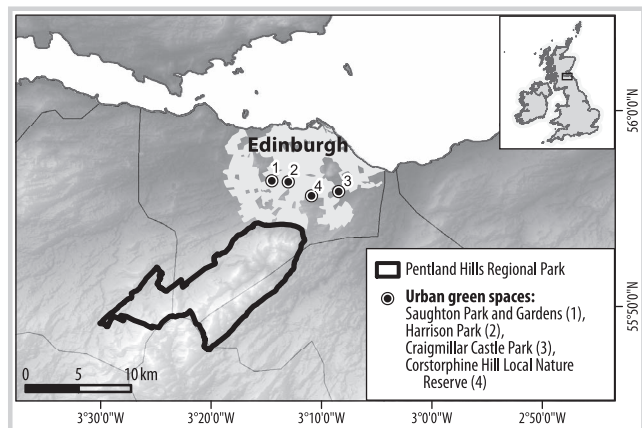 Edinburgh
1 2 4 3
56°0'0"N
55°50'0"N
Pentland Hills Regional Park
Urban green spaces:
Saughton Park and Gardens (1),
Harrison Park (2),
Craigmillar Castle Park (3),
Corstorphine Hill Local Nature
Reserve (4)
0 5 10 km
3°30'0"W 3°20'0"W 3°10'0"W 3°0'0"W 2°50'0"W